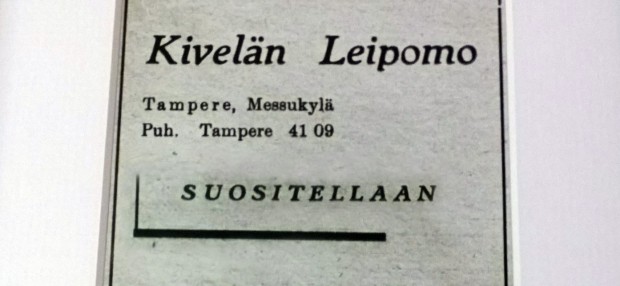 Kivelän Leipomo
Tampere, Messukylä
Puh. Tampere 41 09
SUOSITELLAAN